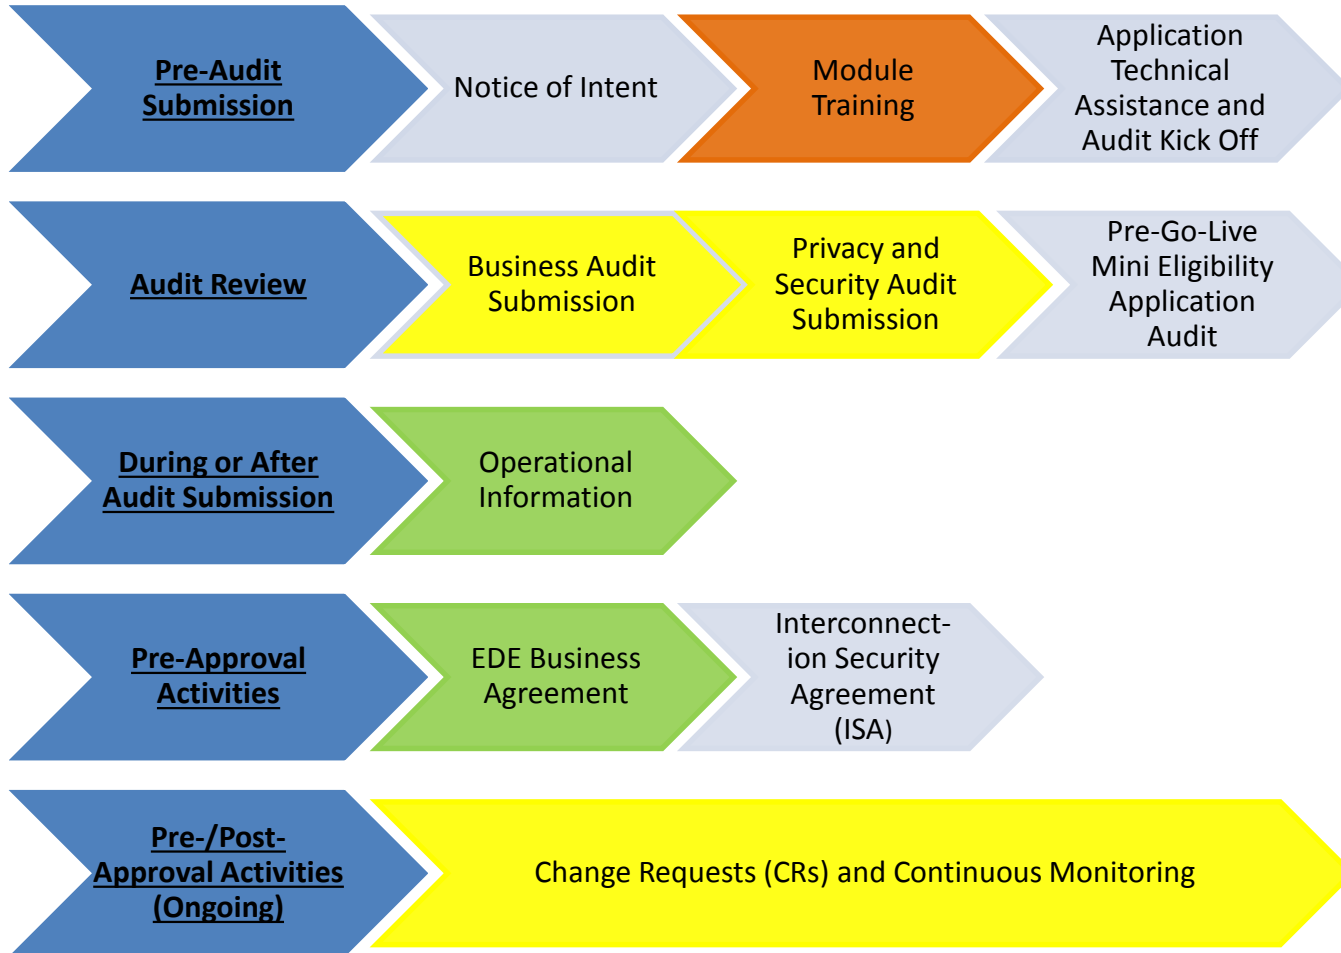 Pre-Audit
Submission
Notice of Intent
Module
Training
Application
Technical
Assistance and
Audit Kick Off
Audit Review
Business Audit
Submission
Privacy and
Security Audit
Submission
Pre-Go-Live
Mini Eligibility
Application
Audit
During or After
Audit Submission
Operational
Information
Pre-Approval
Activities
EDE Business
Agreement
Interconnect-
ion Security
Agreement
(ISA)
Pre-/Post-
Approval Activities
(Ongoing)
Change Requests (CRs) and Continuous Monitoring